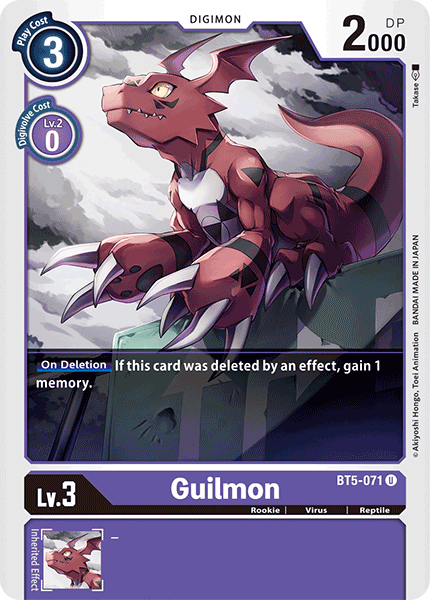 Play Cost
3
DIGIMON
DP
2000
Digivolve Cost
Lv.2
0
Takase
©Akiyoshi Hongo, Toei Animation BANDAI MADE IN JAPAN
On Deletion If this card was deleted by an effect, gain 1
memory.
Lv.3
Guilmon
BT5-071 U
Rookie | Virus | Reptile
Inherited Effect
–